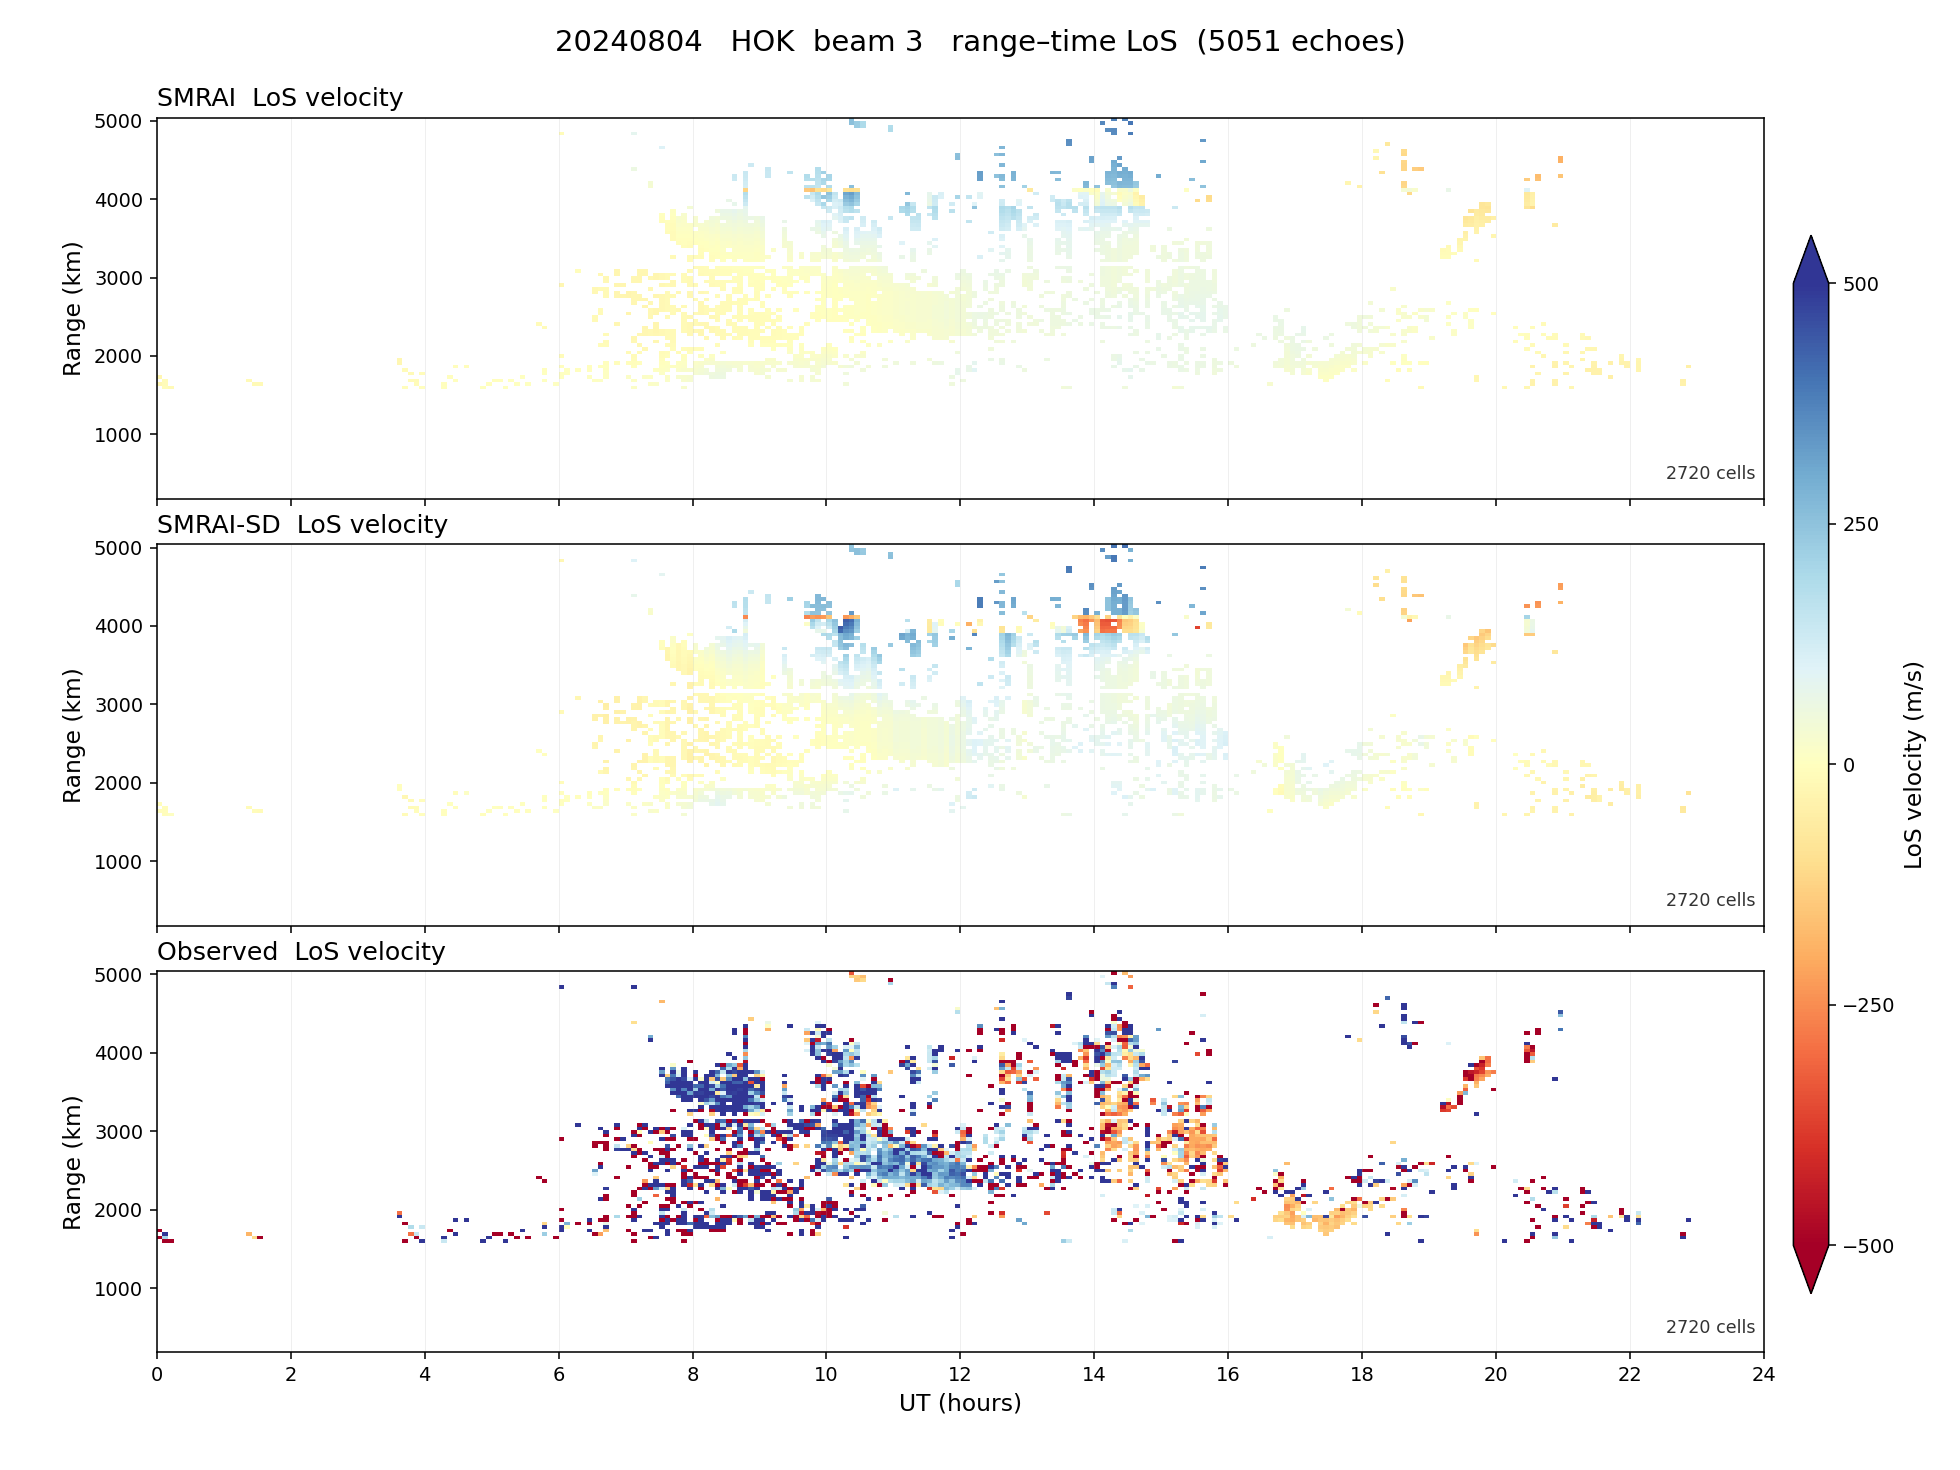 20240804 HOK beam 3 range–time LoS (5051 echoes)
SMRAI LoS velocity
5000
4000
3000
2000
1000
Range (km)
2720 cells
SMRAI-SD LoS velocity
5000
4000
3000
2000
1000
Range (km)
2720 cells
Observed LoS velocity
5000
4000
3000
2000
1000
Range (km)
2720 cells
0 2 4 6 8 10 12 14 16 18 20 22 24
UT (hours)
500
250
0
−250
−500
LoS velocity (m/s)